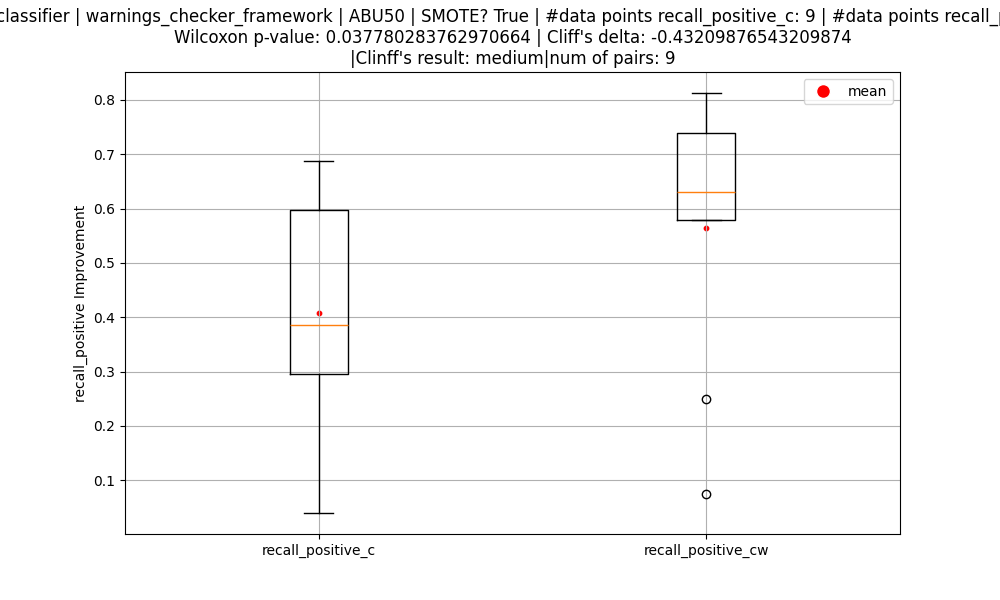 classifier | warnings_checker_framework | ABU50 | SMOTE? True | #data points recall_positive_c: 9 | #data points
Wilcoxon p-value: 0.037780283762970664 | Cliff's delta: -0.43209876543209874
|Clinff's result: medium|num of pairs: 9
mean
0.8
0.7
0.6
0.5
0.4
0.3
0.2
0.1
recall_positive Improvement
recall_positive_c
recall_positive_cw